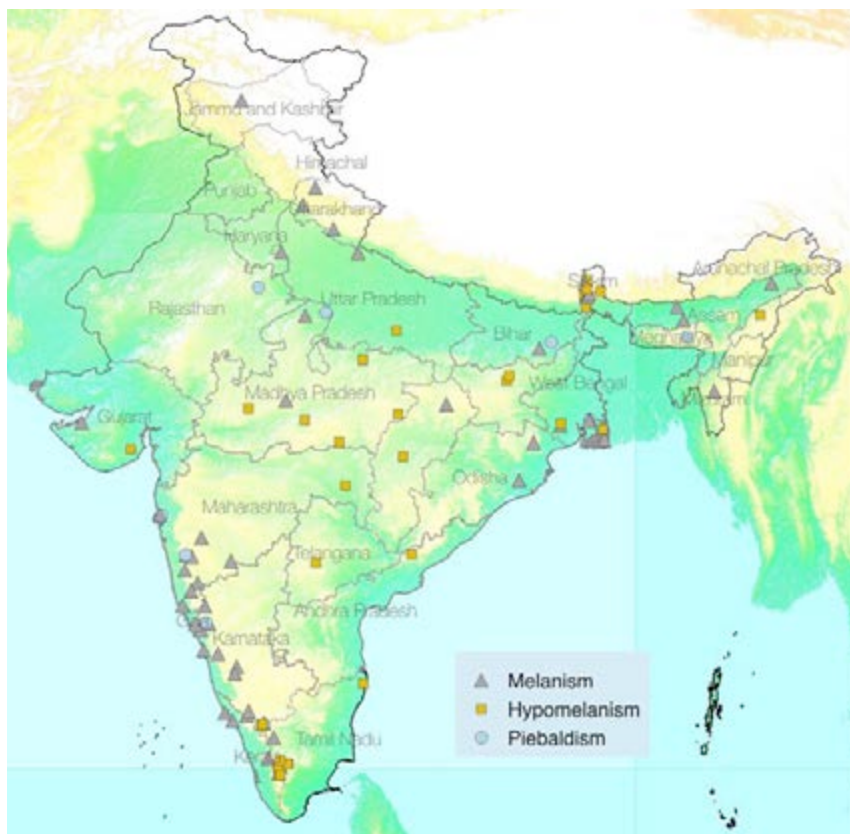 Jammu and Kashmir
Himachal
Punjab
Uttarakhand
Haryana
Arunachal Pradesh
Sikkim
Rajasthan
Uttar Pradesh
Assam
Bihar
Meghalaya
Manipur
West Bengal
Madhya Pradesh
Mizoram
Gujarat
Odisha
Maharashtra
Telangana
Andhra Pradesh
Goa
Karnataka
Melanism
Hypomelanism
Piebaldism
Tamil Nadu
Kerala